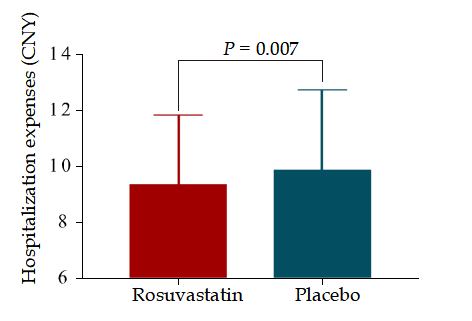 Hospitalization expenses (CNY)
P = 0.007
14
12
10
8
6
Rosuvastatin
Placebo